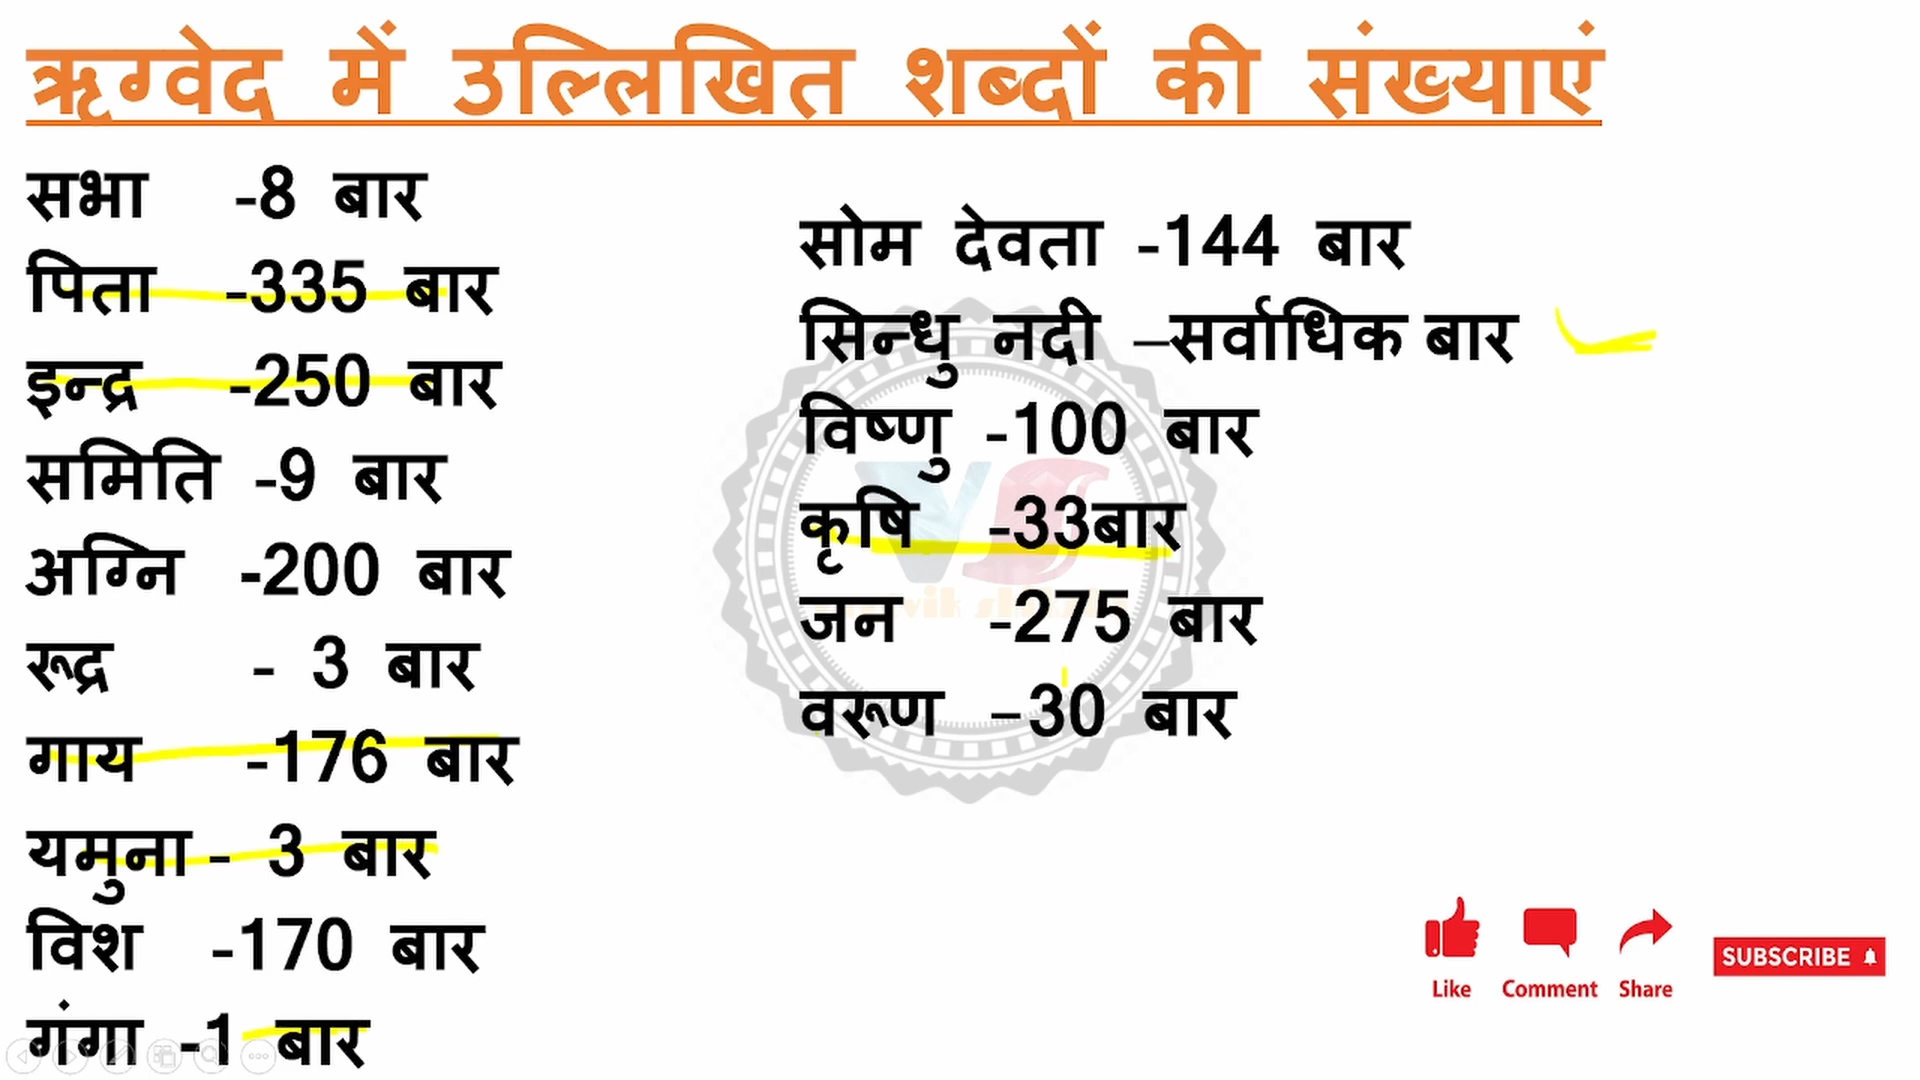 ऋग्वेद में उल्लिखित शब्दों की संख्याएं
सभा -8 बार
पिता -335 बार
इन्द्र -250 बार
समिति -9 बार
अग्नि -200 बार
रूद्र - 3 बार
गाय -176 बार
यमुना - 3 बार
विश -170 बार
गंगा -1 बार
सोम देवता -144 बार
सिन्धु नदी –सर्वाधिक बार
विष्णु -100 बार
कृषि -33बार
जन -275 बार
वरूण –30 बार
VS
Like Comment Share
SUBSCRIBE